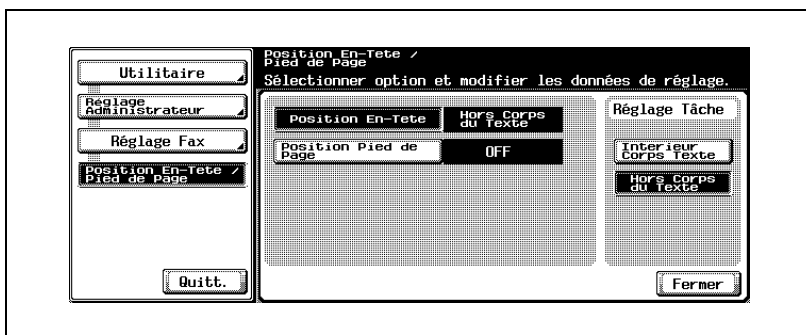 Utilitaire
Réglage
Administrateur
Réglage Fax
Position En-Tete /
Pied de Page
Quitt.
Position En-Tete /
Pied de Page
Sélectionner option et modifier les données de réglage.
Position En-Tete
Hors Corps
du Texte
Position Pied de
Page
OFF
Réglage Tâche
Interieur
Corps Texte
Hors Corps
du Texte
Fermer